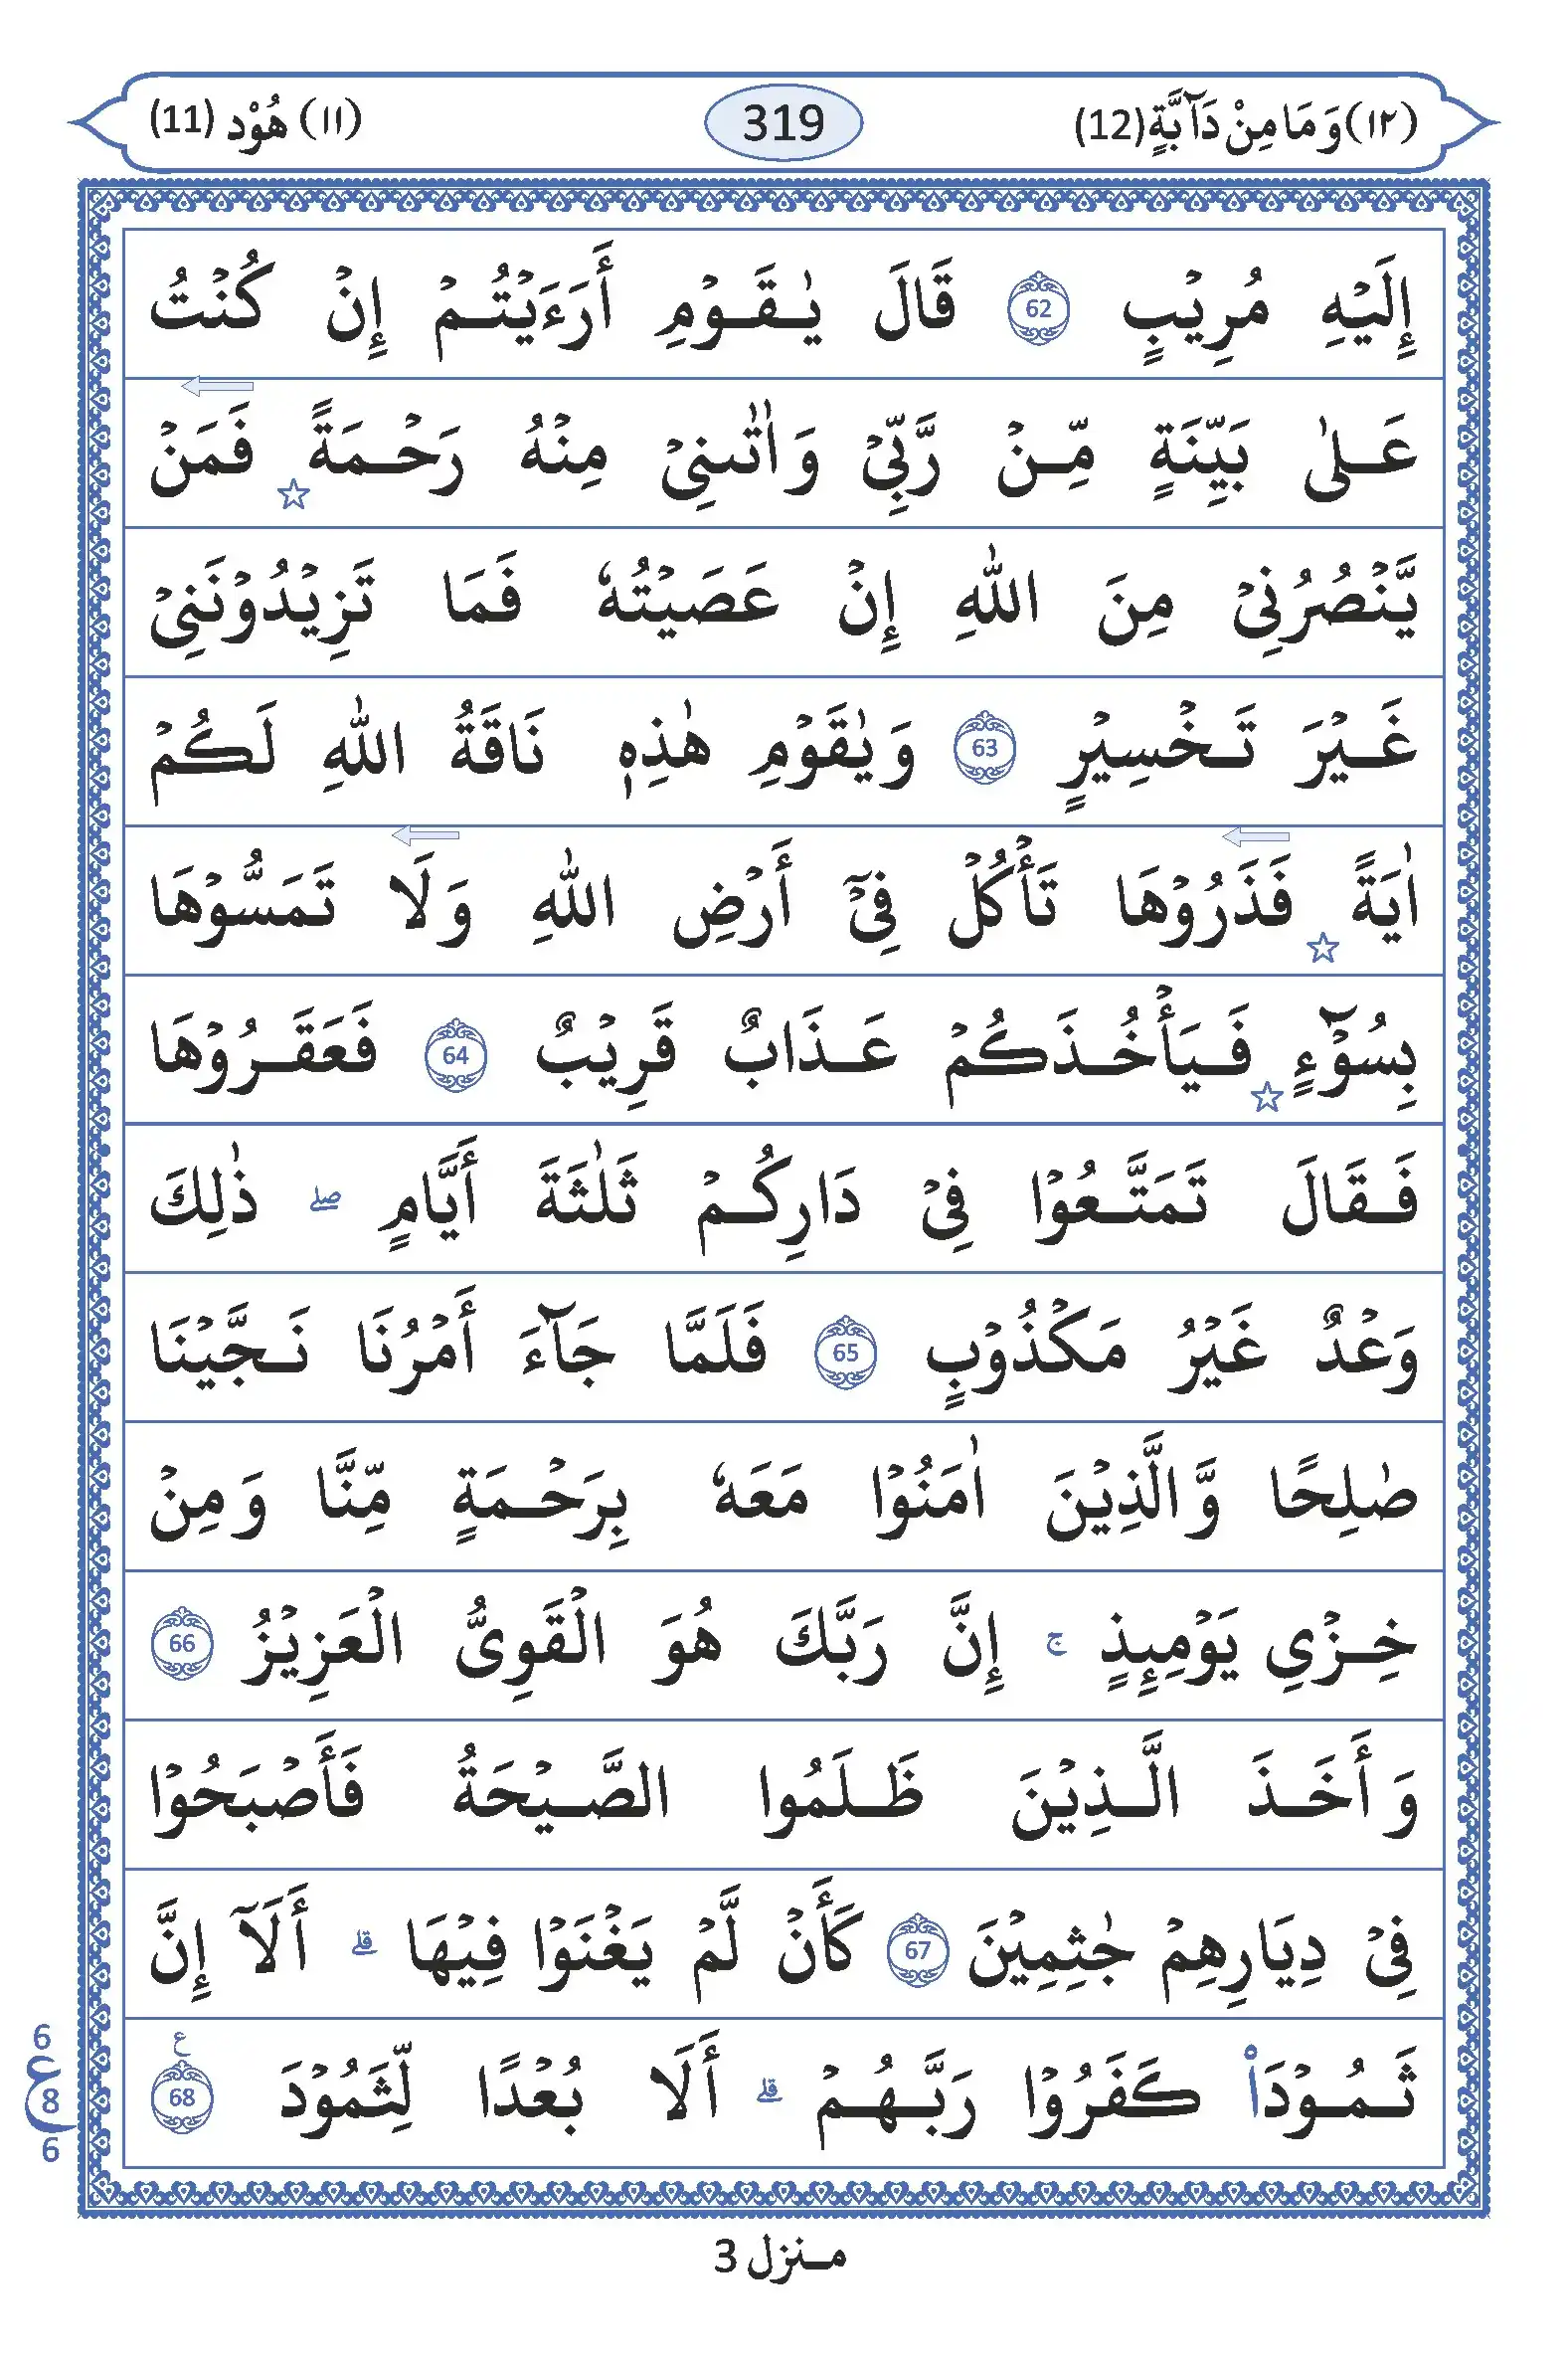 (١٢) وَمَا مِنْ دَآبَّةٍ (12) 319 (١١) هُوْد (11)
إِلَيْهِ مُرِيْبٍ 62 قَالَ يٰقَوْمِ أَرَءَيْتُمْ إِنْ كُنْتُ
عَلٰى بَيِّنَةٍ مِّنْ رَّبِّيْ وَاٰتٰىنِيْ مِنْهُ رَحْمَةً ☆ فَمَنْ
يَّنْصُرُنِيْ مِنَ اللّٰهِ إِنْ عَصَيْتُهٗ فَمَا تَزِيْدُوْنَنِيْ
غَيْرَ تَخْسِيْرٍ 63 وَيٰقَوْمِ هٰذِهٖ نَاقَةُ اللّٰهِ لَكُمْ
اٰيَةً ☆ فَذَرُوْهَا تَأْكُلْ فِيْٓ أَرْضِ اللّٰهِ وَلَا تَمَسُّوْهَا
بِسُوْٓءٍ ☆ فَيَأْخُذَكُمْ عَذَابٌ قَرِيْبٌ 64 فَعَقَرُوْهَا
فَقَالَ تَمَتَّعُوْا فِيْ دَارِكُمْ ثَلٰثَةَ أَيَّامٍ ۖ ذٰلِكَ
وَعْدٌ غَيْرُ مَكْذُوْبٍ 65 فَلَمَّا جَآءَ أَمْرُنَا نَجَّيْنَا
صٰلِحًا وَّالَّذِيْنَ اٰمَنُوْا مَعَهٗ بِرَحْمَةٍ مِّنَّا وَمِنْ
خِزْيِ يَوْمِئِذٍ ۚ إِنَّ رَبَّكَ هُوَ الْقَوِيُّ الْعَزِيْزُ 66
وَأَخَذَ الَّذِيْنَ ظَلَمُوا الصَّيْحَةُ فَأَصْبَحُوْا
فِيْ دِيَارِهِمْ جٰثِمِيْنَ 67 كَأَنْ لَّمْ يَغْنَوْا فِيْهَا ۗ أَلَآ إِنَّ
ثَمُوْدَا۟ كَفَرُوْا رَبَّهُمْ ۗ أَلَا بُعْدًا لِّثَمُوْدَ 68 ع
6
ع 8
6
منزل 3